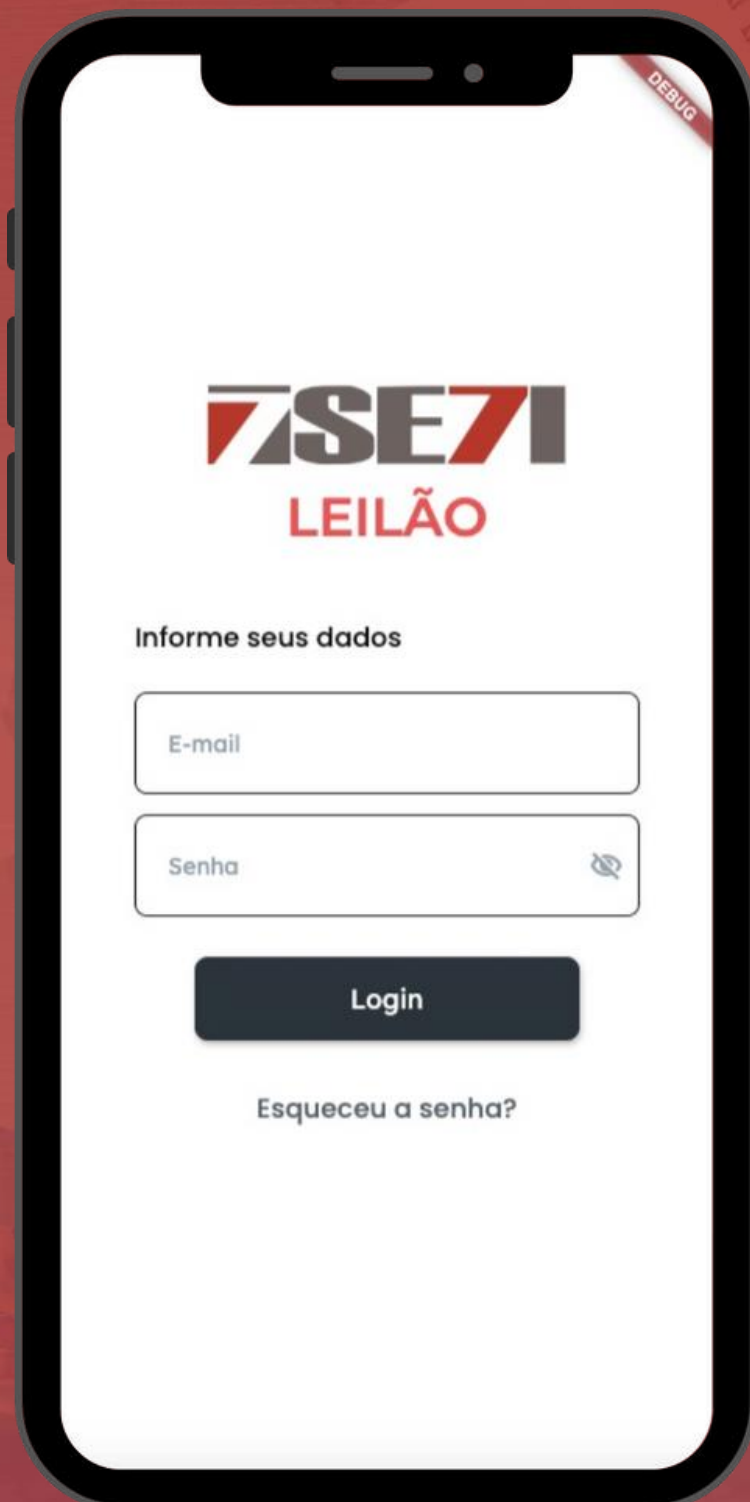 DEBUG
7SE7I
LEILÃO
Informe seus dados
E-mail
Senha
Login
Esqueceu a senha?